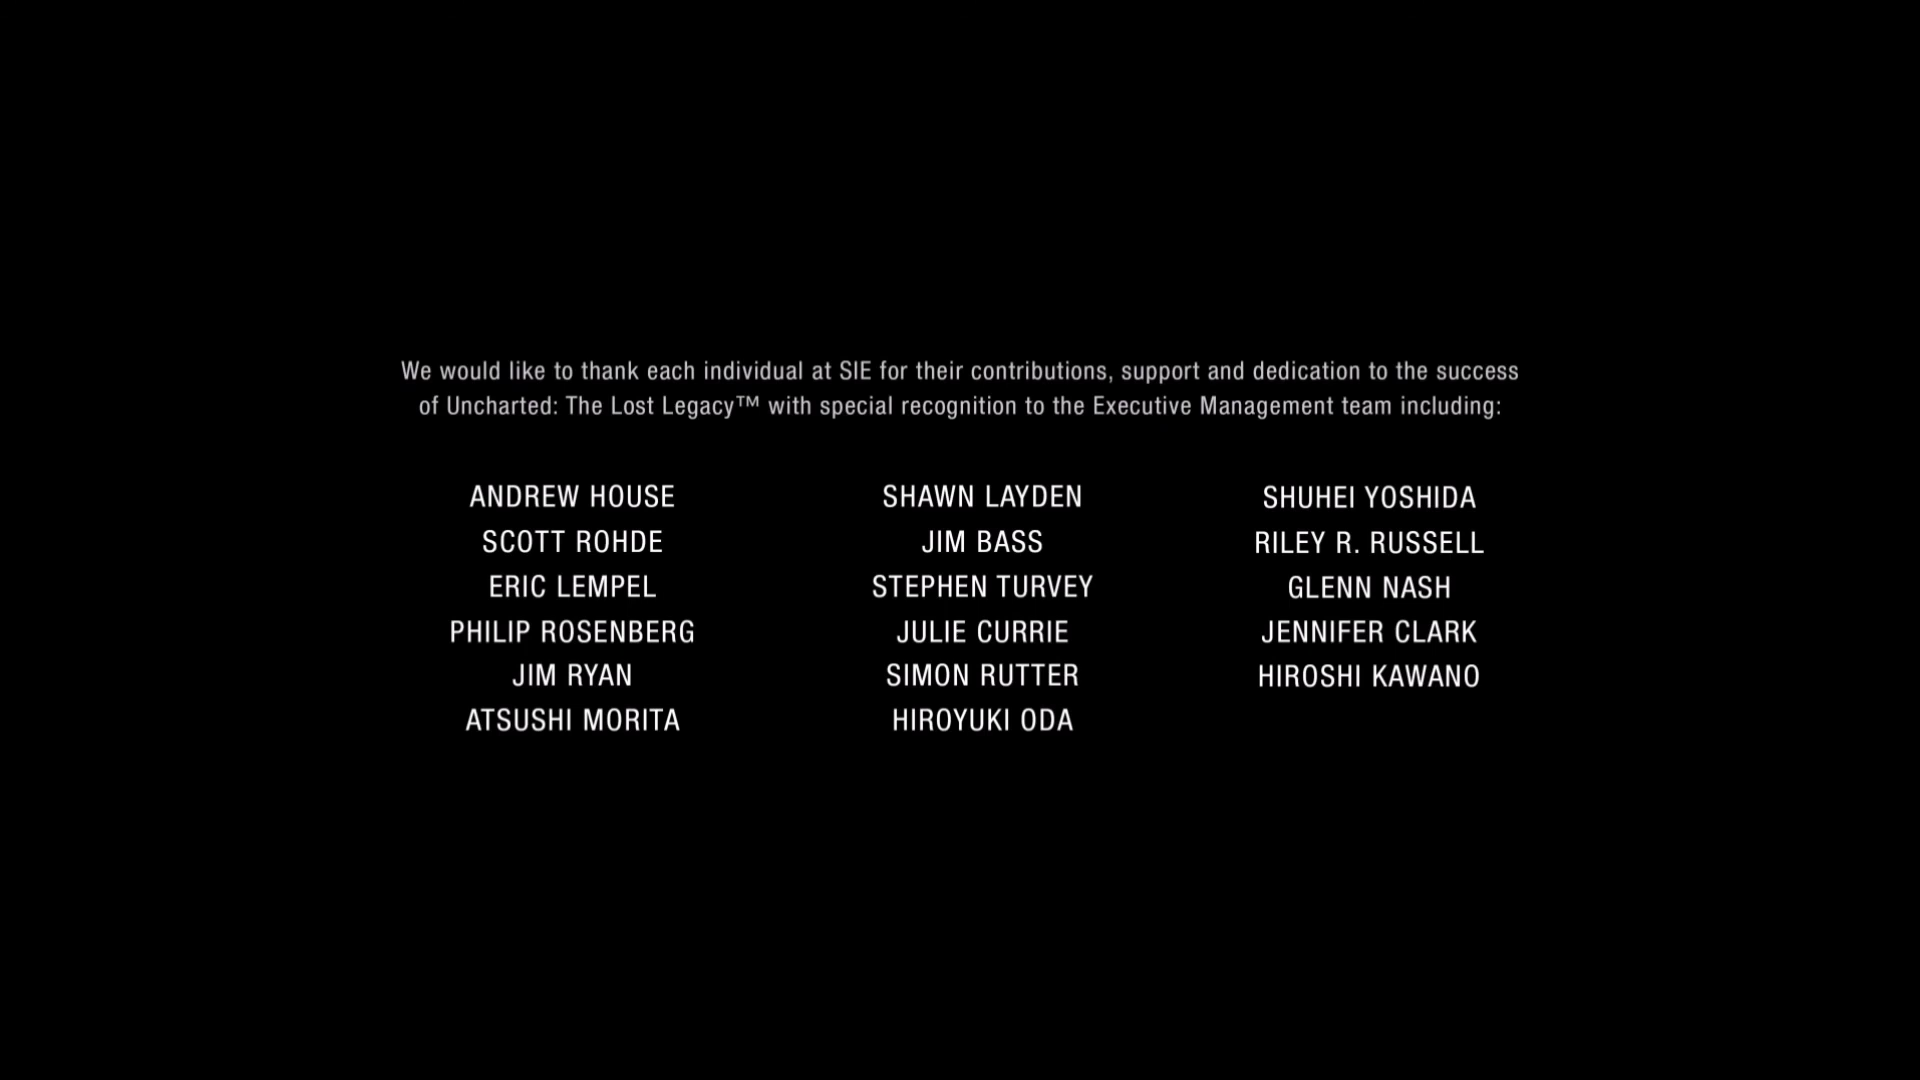 We would like to thank each individual at SIE for their contributions, support and dedication to the success
of Uncharted: The Lost Legacy™ with special recognition to the Executive Management team including:
ANDREW HOUSE SHAWN LAYDEN SHUHEI YOSHIDA
SCOTT ROHDE JIM BASS RILEY R. RUSSELL
ERIC LEMPEL STEPHEN TURVEY GLENN NASH
PHILIP ROSENBERG JULIE CURRIE JENNIFER CLARK
JIM RYAN SIMON RUTTER HIROSHI KAWANO
ATSUSHI MORITA HIROYUKI ODA